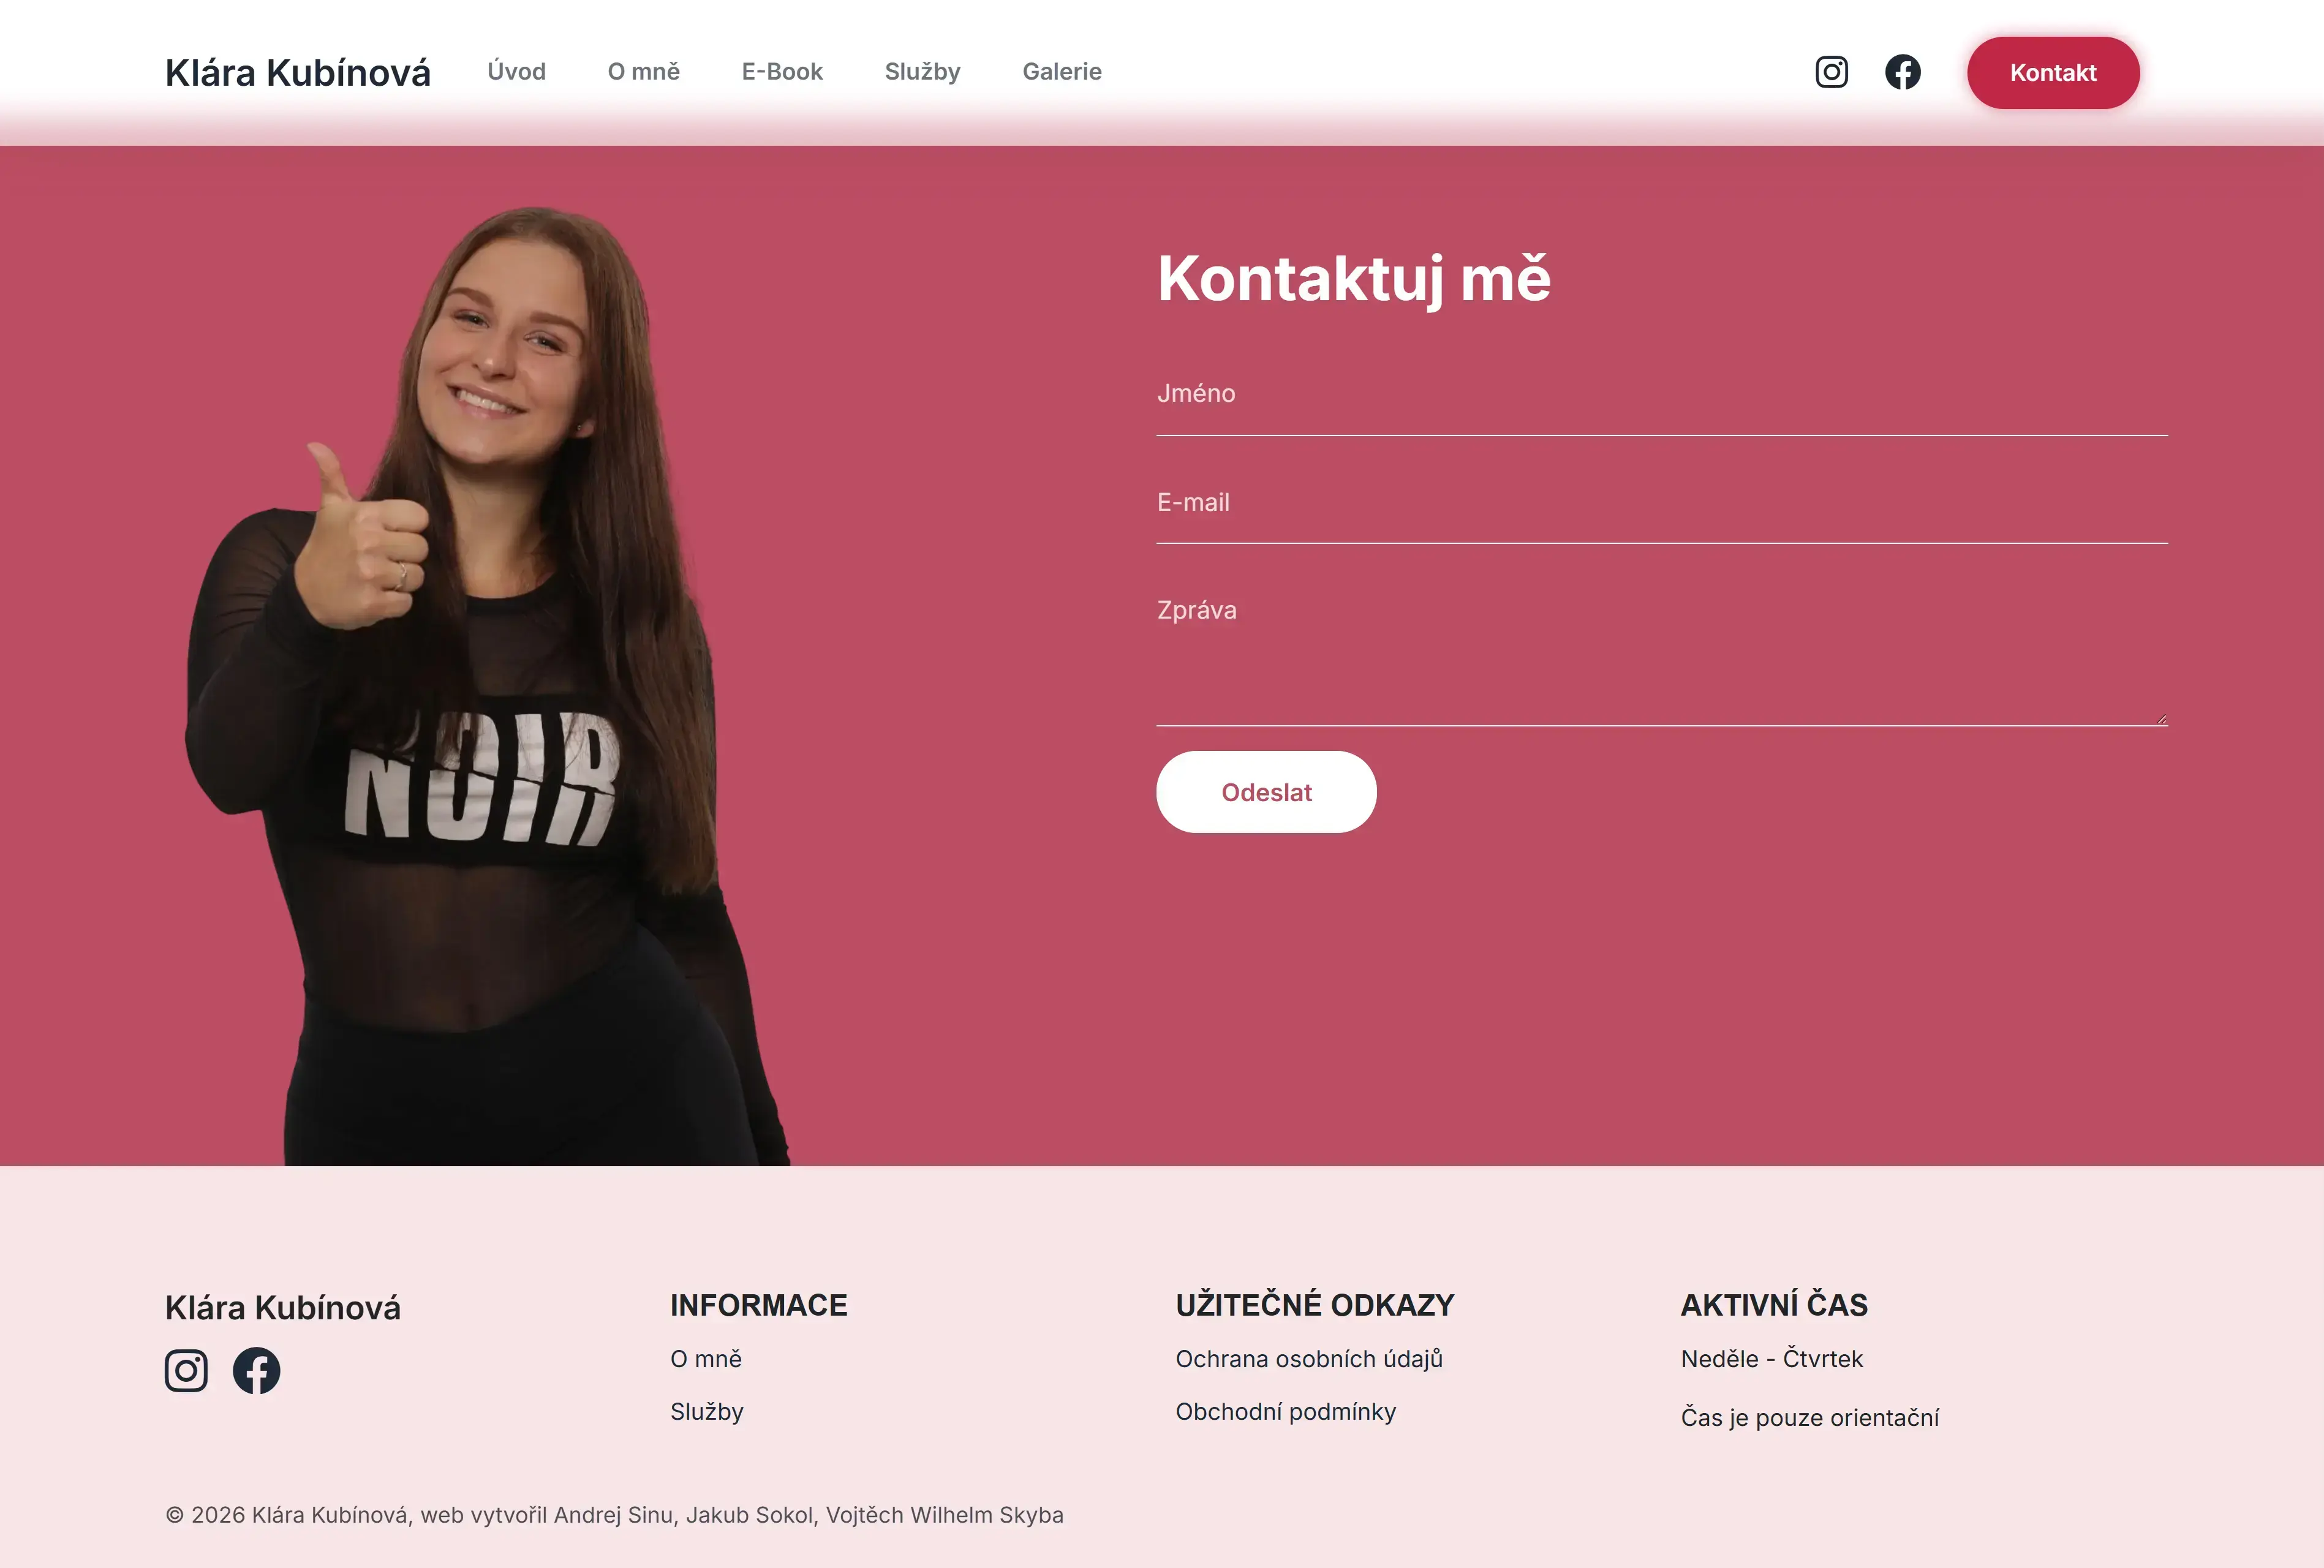 Klára Kubínová
Úvod
O mně
E-Book
Služby
Galerie
Kontakt
NOIR
Kontaktuj mě
Jméno
E-mail
Zpráva
Odeslat
Klára Kubínová
INFORMACE
O mně
Služby
UŽITEČNÉ ODKAZY
Ochrana osobních údajů
Obchodní podmínky
AKTIVNÍ ČAS
Neděle - Čtvrtek
Čas je pouze orientační
© 2026 Klára Kubínová, web vytvořil Andrej Sinu, Jakub Sokol, Vojtěch Wilhelm Skyba